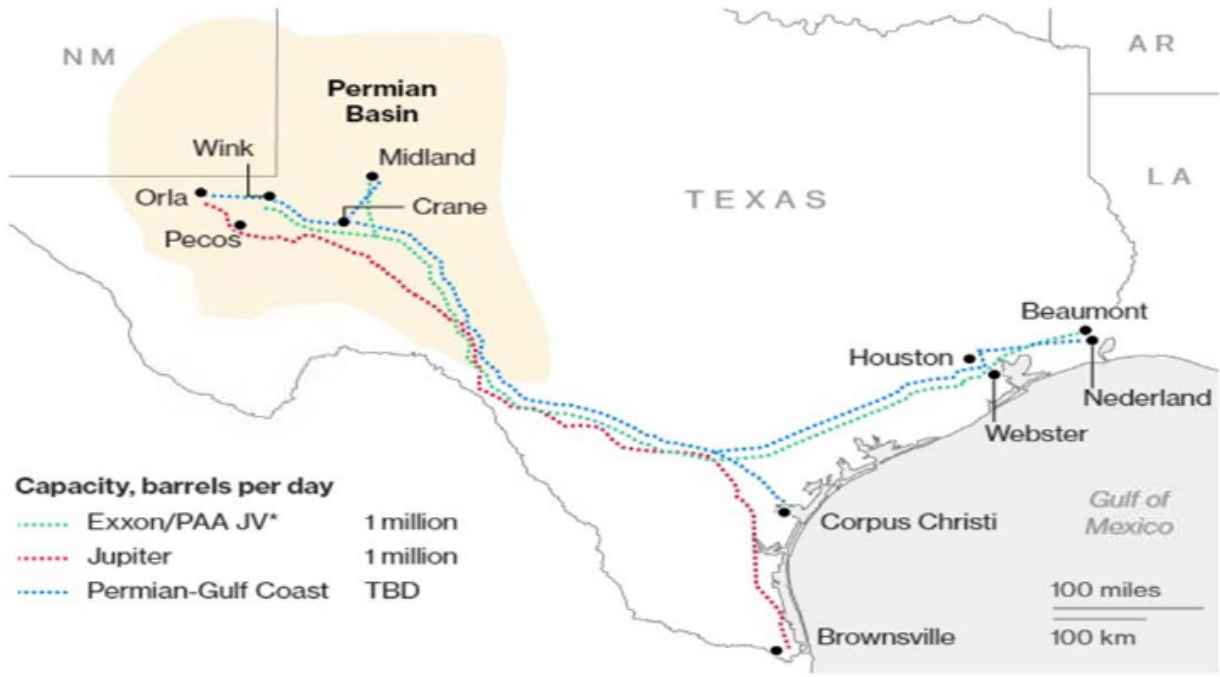 NM
AR
Permian
Basin
Wink
Midland
LA
Orla
Crane
TEXAS
Pecos
Beaumont
Houston
Nederland
Webster
Capacity, barrels per day
Exxon/PAA JV* 1 million
Jupiter 1 million
Permian-Gulf Coast TBD
Corpus Christi
Gulf of
Mexico
100 miles
100 km
Brownsville